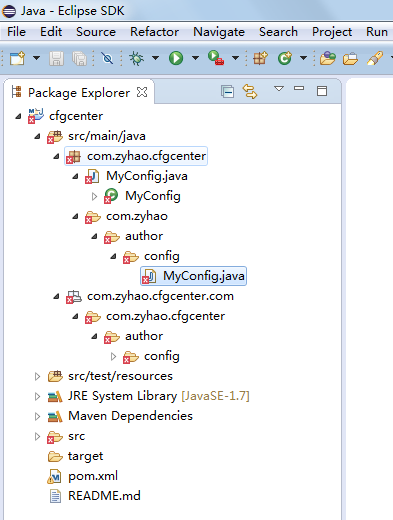 Java - Eclipse SDK
File Edit Source Refactor Navigate Search Project Run
Package Explorer
cfgcenter
src/main/java
com.zyhao.cfgcenter
MyConfig.java
MyConfig
com.zyhao
author
config
MyConfig.java
com.zyhao.cfgcenter.com
com.zyhao.cfgcenter
author
config
src/test/resources
JRE System Library [JavaSE-1.7]
Maven Dependencies
src
target
pom.xml
README.md